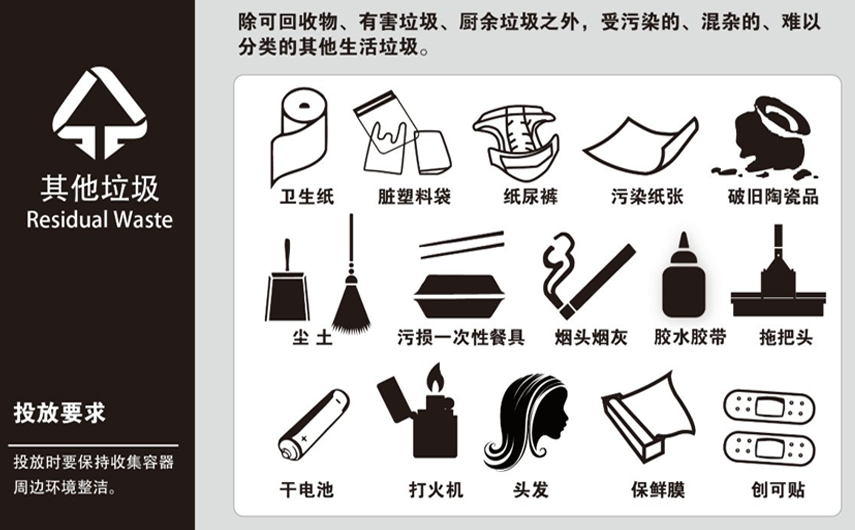 除可回收物、有害垃圾、厨余垃圾之外，受污染的、混杂的、难以
分类的其他生活垃圾。
其他垃圾
Residual Waste
卫生纸
脏塑料袋
纸尿裤
污染纸张
破旧陶瓷品
尘土
污损一次性餐具
烟头烟灰
胶水胶带
拖把头
干电池
打火机
头发
保鲜膜
创可贴
投放要求
投放时要保持收集容器
周边环境整洁。